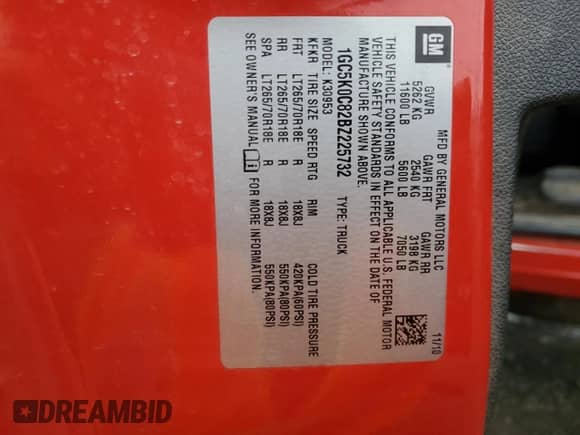 GM
MFD BY GENERAL MOTORS LLC 11/10
GVWR GAWR FRT GAWR RR
5262 KG 2540 KG 3198 KG
11600 LB 5600 LB 7050 LB
THIS VEHICLE CONFORMS TO ALL APPLICABLE U.S. FEDERAL MOTOR
VEHICLE SAFETY STANDARDS IN EFFECT ON THE DATE OF
MANUFACTURE SHOWN ABOVE.
1GC5K0C82BZ225732 TYPE: TRUCK
MODEL: K30953
KFKR TIRE SIZE SPEED RTG RIM COLD TIRE PRESSURE
FRT LT265/70R18E R 18X8J 420KPA(60PSI)
RR LT265/70R18E R 18X8J 550KPA(80PSI)
SPA LT265/70R18E R 18X8J 550KPA(80PSI)
SEE OWNER'S MANUAL FOR MORE INFORMATION.
DREAMBID